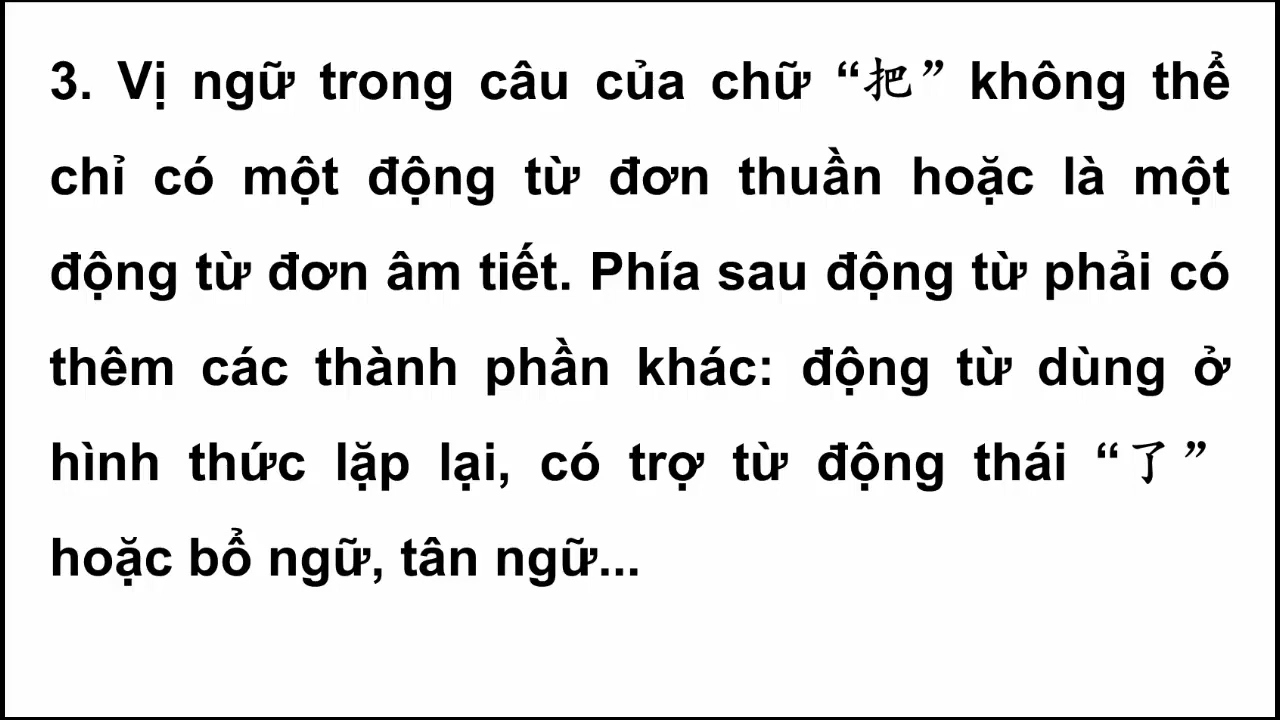 3. Vị ngữ trong câu của chữ “把” không thể
chỉ có một động từ đơn thuần hoặc là một
động từ đơn âm tiết. Phía sau động từ phải có
thêm các thành phần khác: động từ dùng ở
hình thức lặp lại, có trợ từ động thái “了”
hoặc bổ ngữ, tân ngữ...